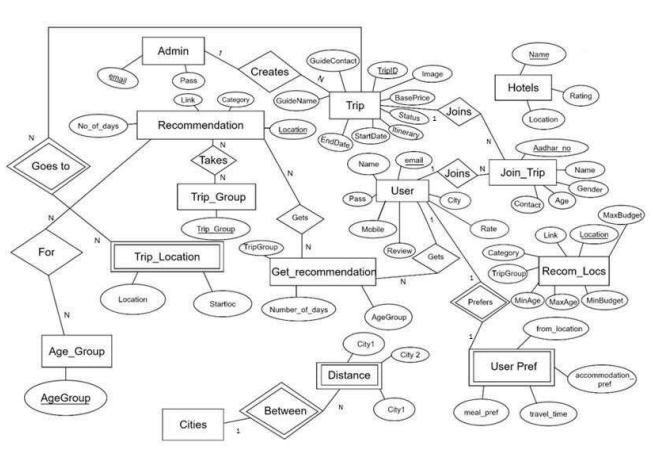 Admin
email
Pass
1
Creates
N
GuideContact
TripID
Image
GuideName
Trip
BasePrice
Status
Itinerary
StartDate
EndDate
1
Joins
N
Name
Hotels
Rating
Location
Link
Category
No_of_days
Recommendation
Location
N
Goes to
N
N
Takes
N
Trip_Group
Trip_Group
N
For
N
Age_Group
AgeGroup
Trip_Location
Location
Startloc
N
Gets
N
TripGroup
Get_recommendation
Number_of_days
AgeGroup
Name
email
1
Joins
N
User
Pass
City
Mobile
Review
Rate
1
Gets
N
1
Aadhar_no
Join_Trip
Name
Gender
Age
Contact
MaxBudget
Link
Location
Category
TripGroup
Recom_Locs
MinAge
MaxAge
MinBudget
1
Prefers
1
from_location
User Pref
accommodation_
pref
meal_pref
travel_time
City1
City 2
Distance
City1
N
Between
1
Cities